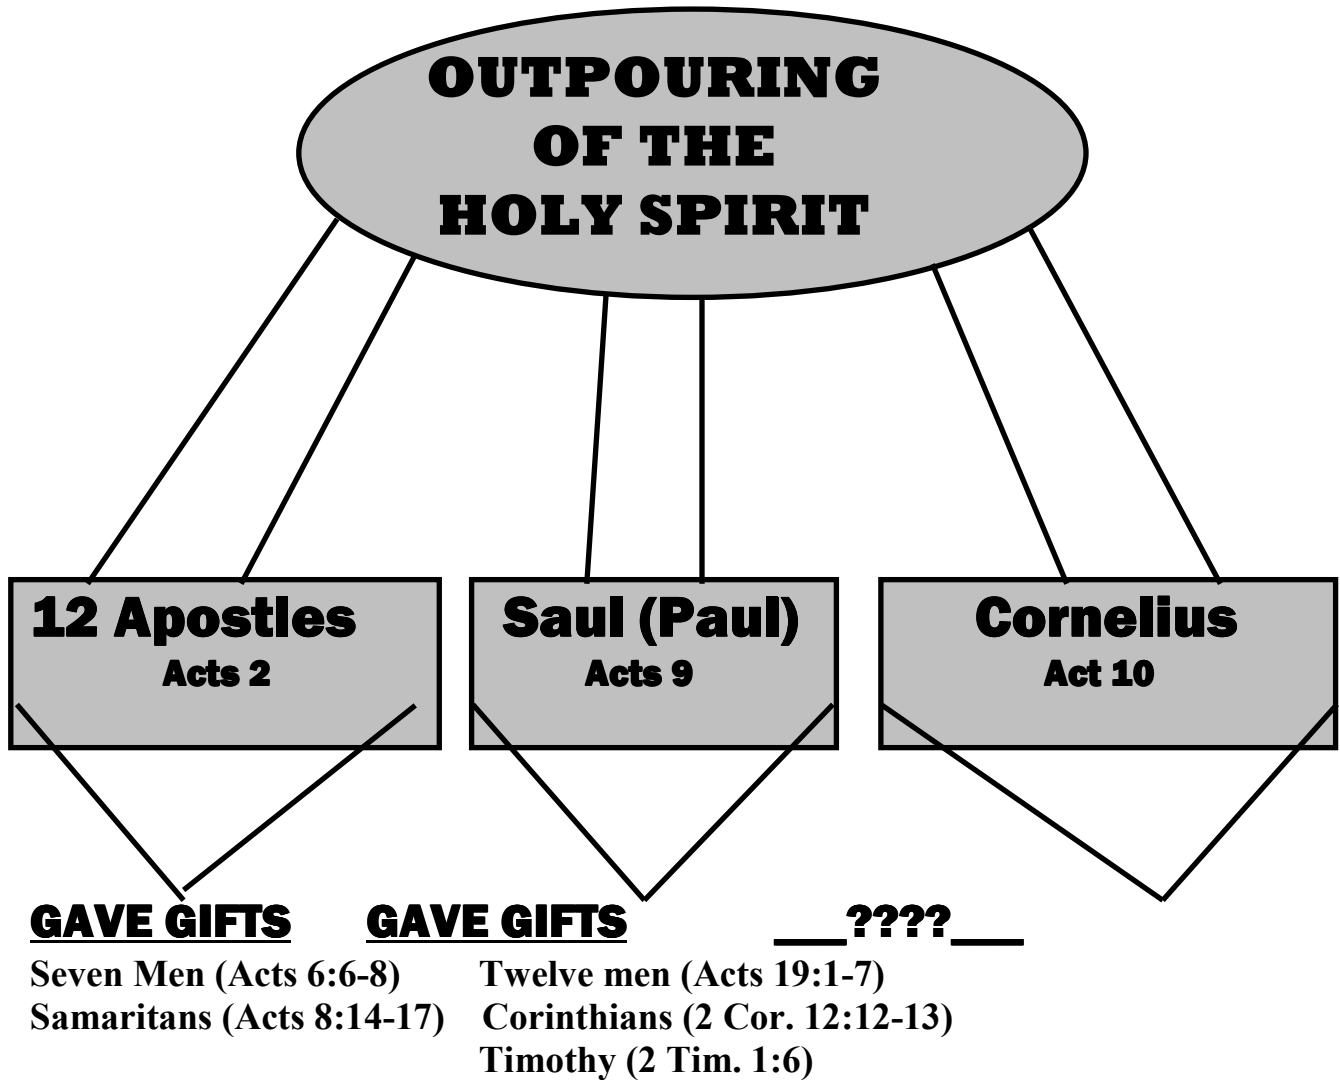 OUTPOURING
OF THE
HOLY SPIRIT
12 Apostles
Acts 2
Saul (Paul)
Acts 9
Cornelius
Act 10
GAVE GIFTS
Seven Men (Acts 6:6-8)
Samaritans (Acts 8:14-17)
GAVE GIFTS
Twelve men (Acts 19:1-7)
Corinthians (2 Cor. 12:12-13)
Timothy (2 Tim. 1:6)
___????___